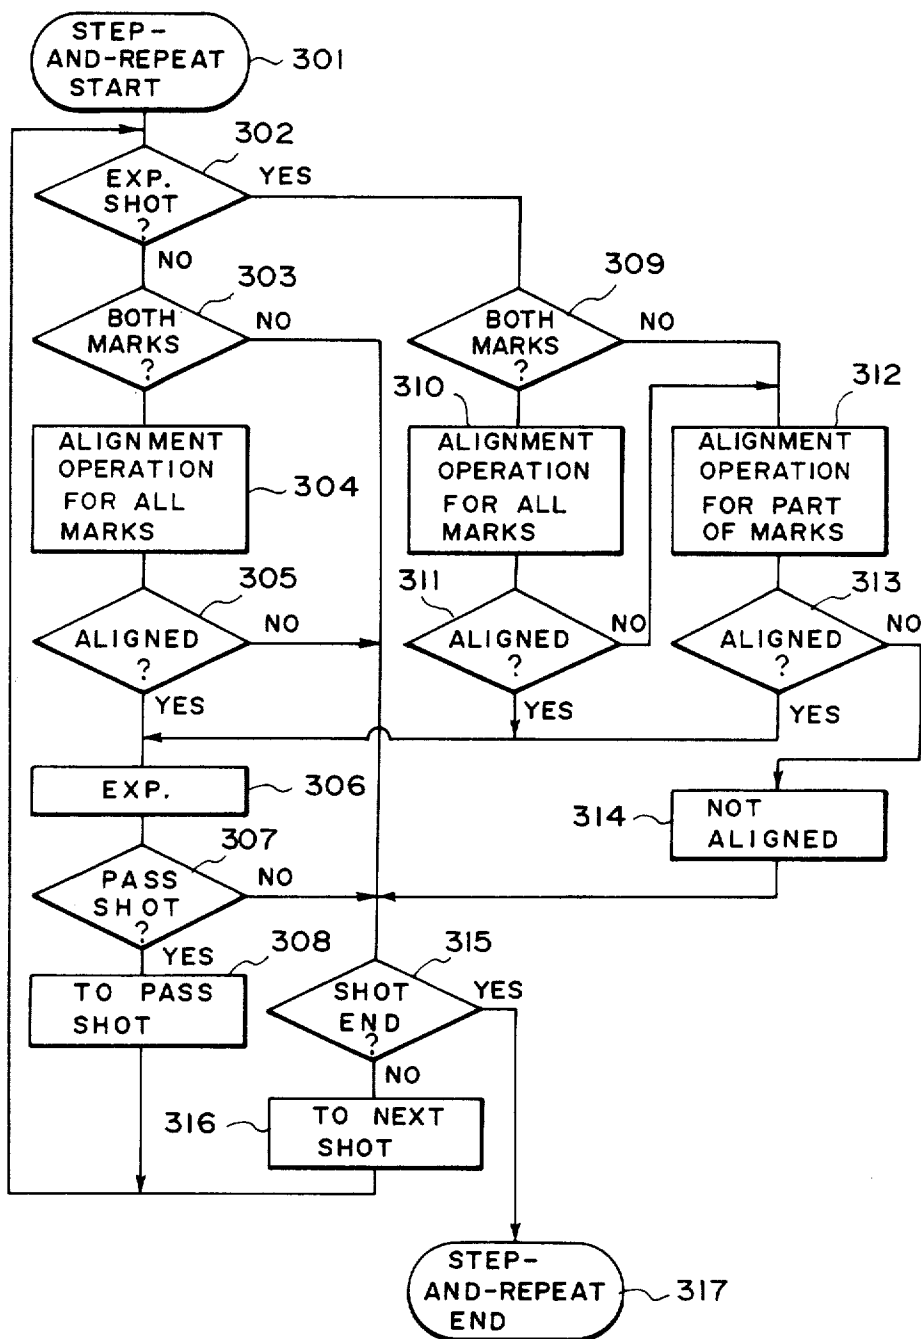 STEP-
AND-REPEAT
START
301
302
EXP.
SHOT
?
YES
NO
303
BOTH
MARKS
?
NO
309
BOTH
MARKS
?
NO
ALIGNMENT
OPERATION
FOR ALL
MARKS
304
310
ALIGNMENT
OPERATION
FOR ALL
MARKS
312
ALIGNMENT
OPERATION
FOR PART
OF MARKS
305
ALIGNED
?
NO
YES
311
ALIGNED
?
NO
YES
313
ALIGNED
?
NO
YES
EXP.
306
314
NOT
ALIGNED
307
PASS
SHOT
?
NO
YES
308
TO PASS
SHOT
315
SHOT
END
?
YES
NO
316
TO NEXT
SHOT
STEP-
AND-REPEAT
END
317